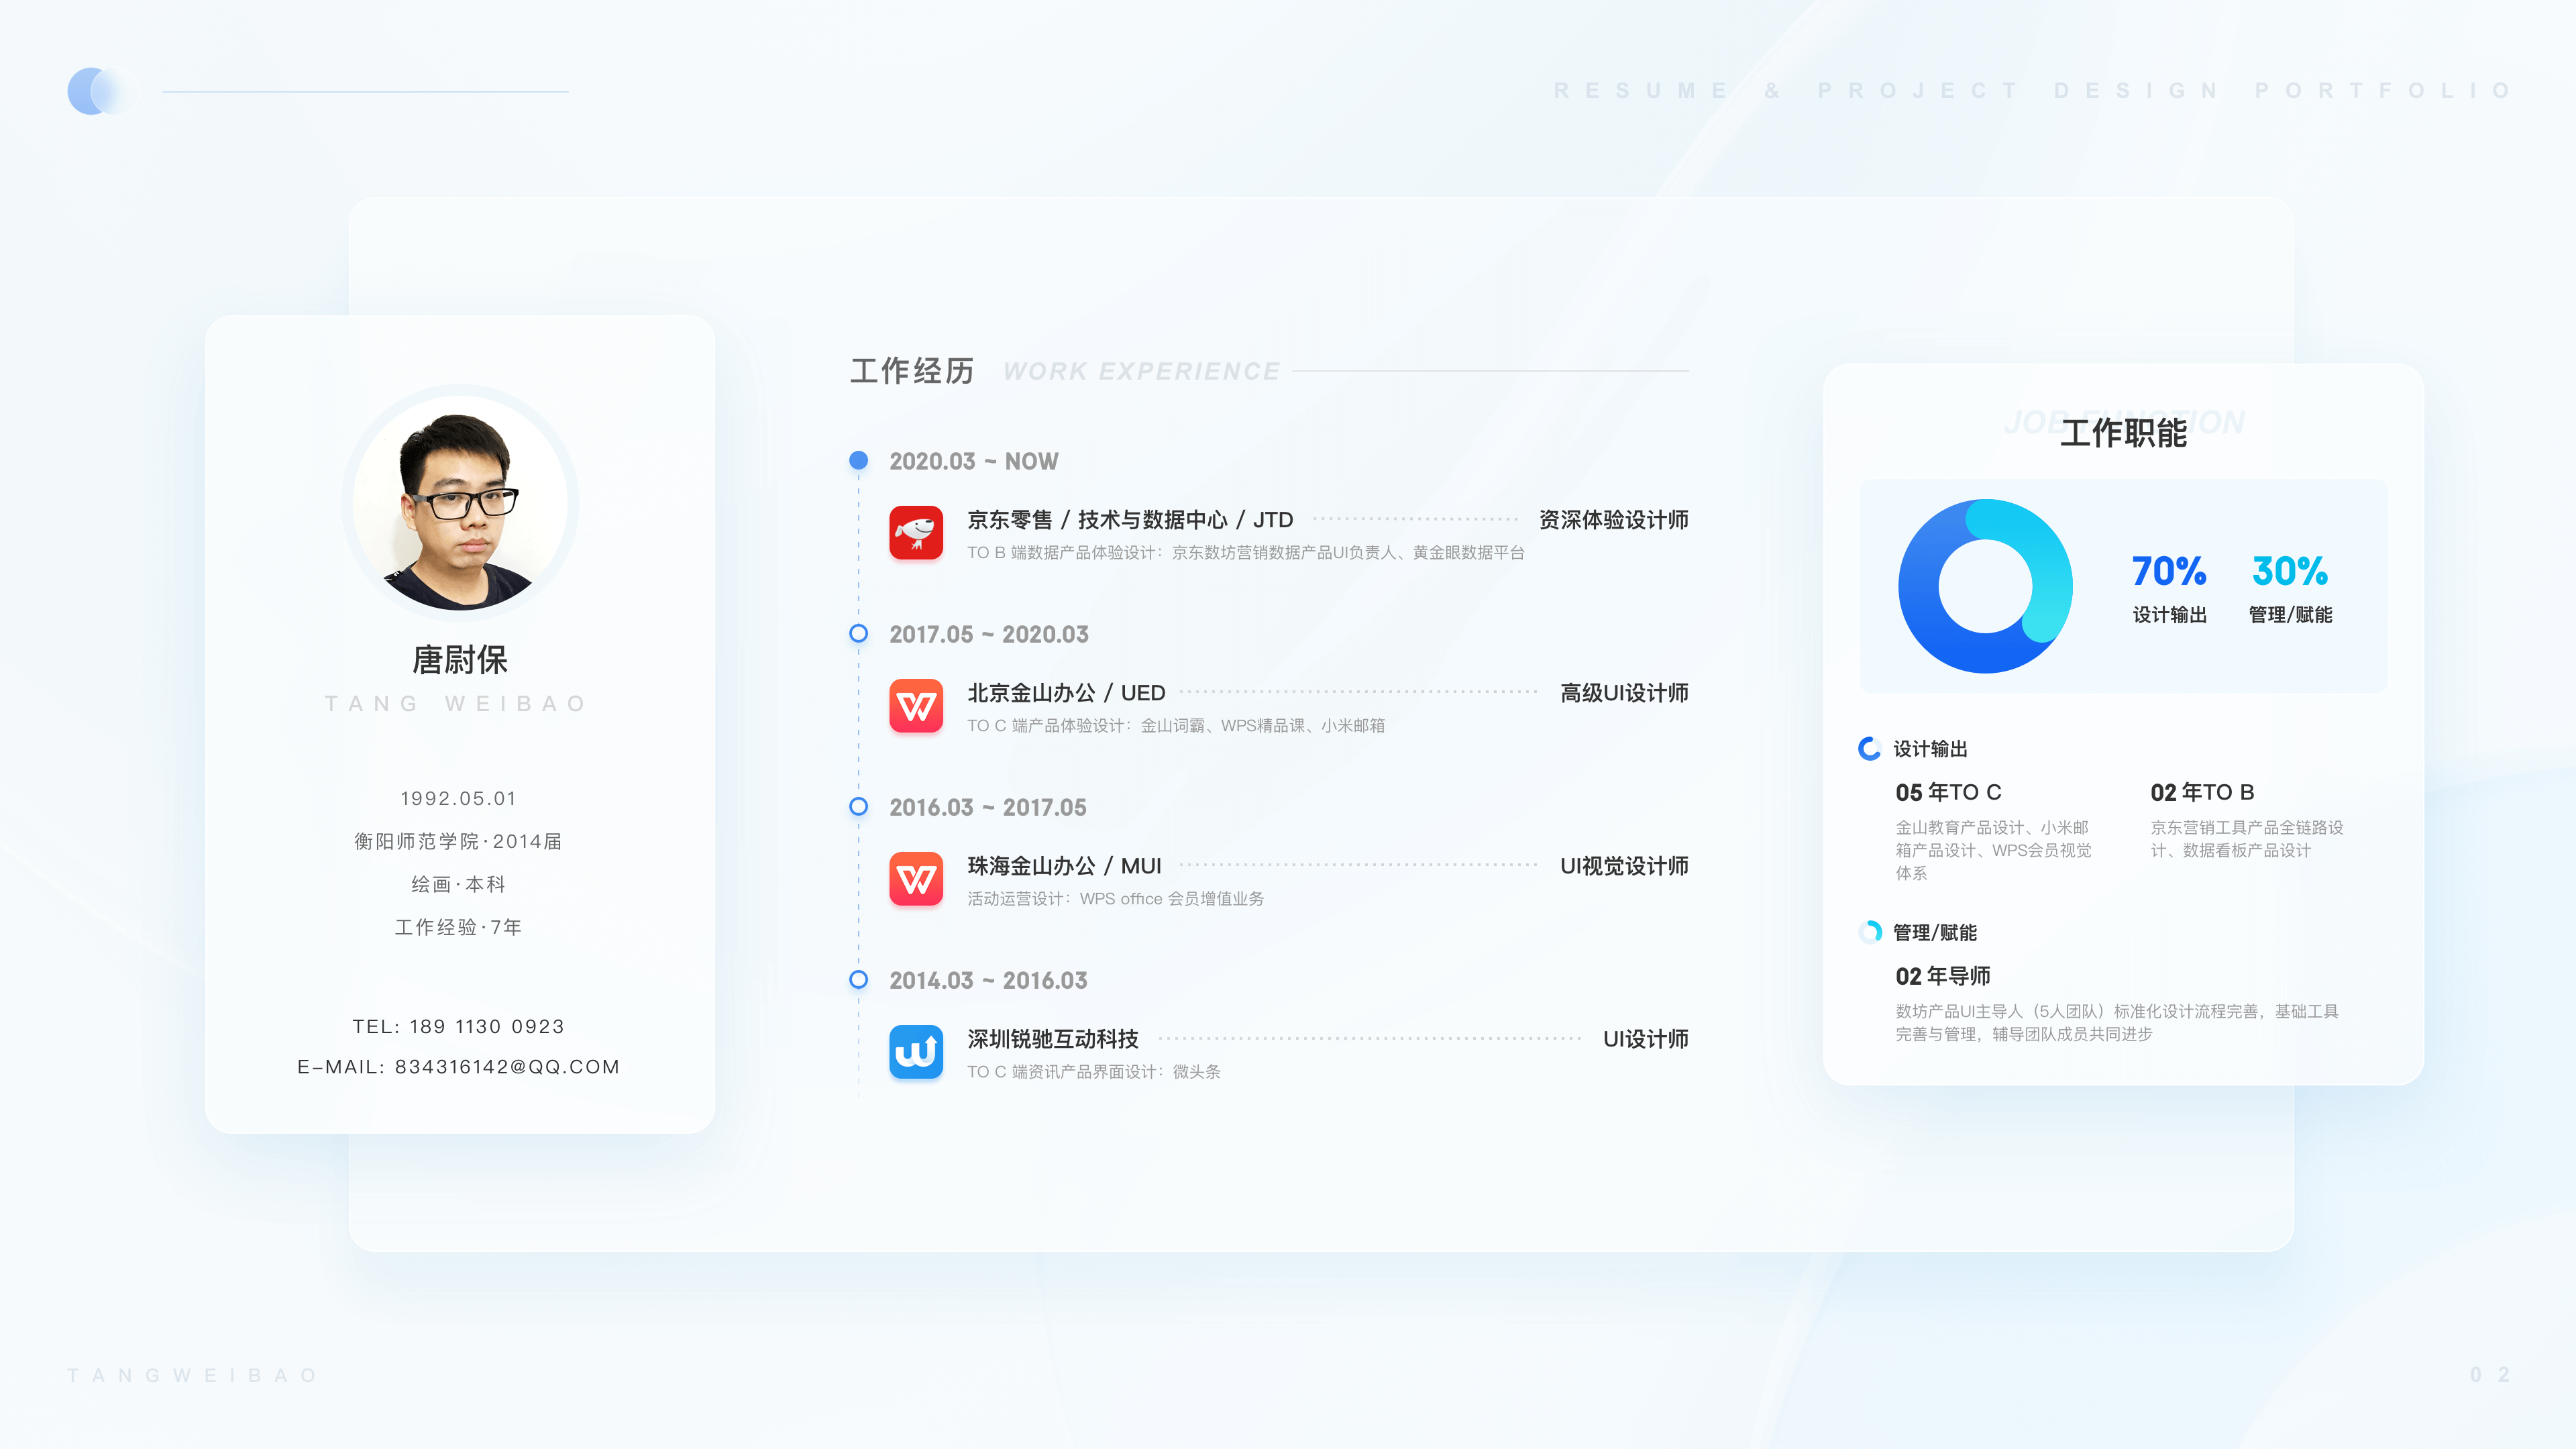 RESUME & PROJECT DESIGN PORTFOLIO
唐尉保
TANG WEIBAO
1992.05.01
衡阳师范学院·2014届
绘画·本科
工作经验·7年
TEL: 189 1130 0923
E-MAIL: 834316142@QQ.COM
工作经历 WORK EXPERIENCE
2020.03 ~ NOW
京东零售 / 技术与数据中心 / JTD 资深体验设计师
TO B 端数据产品体验设计：京东数坊营销数据产品UI负责人、黄金眼数据平台
2017.05 ~ 2020.03
北京金山办公 / UED 高级UI设计师
TO C 端产品体验设计：金山词霸、WPS精品课、小米邮箱
2016.03 ~ 2017.05
珠海金山办公 / MUI UI视觉设计师
活动运营设计：WPS office 会员增值业务
2014.03 ~ 2016.03
深圳锐驰互动科技 UI设计师
TO C 端资讯产品界面设计：微头条
JOB FUNCTION
工作职能
70% 30%
设计输出 管理/赋能
设计输出
05 年TO C
金山教育产品设计、小米邮
箱产品设计、WPS会员视觉
体系
02 年TO B
京东营销工具产品全链路设
计、数据看板产品设计
管理/赋能
02 年导师
数坊产品UI主导人（5人团队）标准化设计流程完善，基础工具
完善与管理，辅导团队成员共同进步
TANGWEIBAO
02